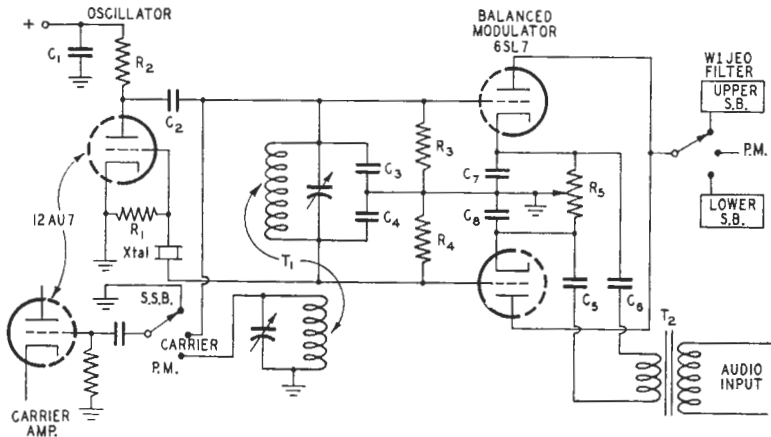 OSCILLATOR
+
C1
R2
C2
12AU7
R1
Xtal
S.S.B.
CARRIER
P.M.
CARRIER
AMP.
T1
C3
C4
R3
R4
BALANCED
MODULATOR
6SL7
C7
C8
R5
C5
C6
T2
AUDIO
INPUT
W1JEO
FILTER
UPPER
S.B.
P.M.
LOWER
S.B.